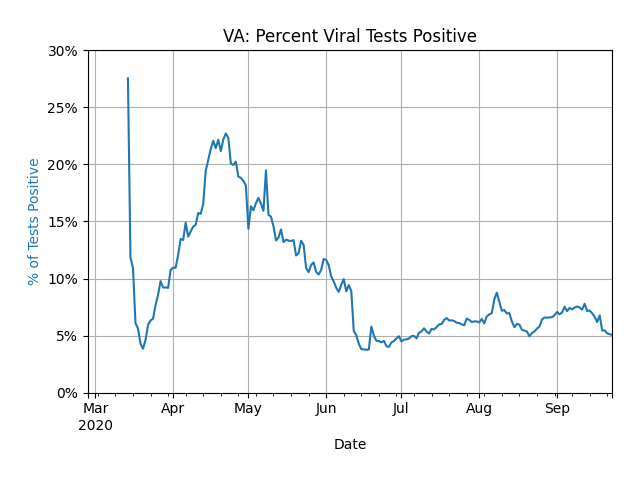 VA: Percent Viral Tests Positive
30%
25%
20%
15%
10%
5%
0%
% of Tests Positive
Mar Apr May Jun Jul Aug Sep
2020
Date